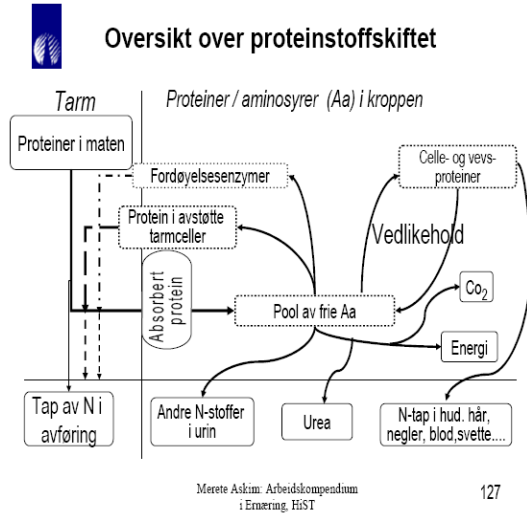 Oversikt over proteinstoffskiftet
Tarm
Proteiner / aminosyrer (Aa) i kroppen
Proteiner i maten
Fordøyelsesenzymer
Celle- og vevs-
proteiner
Protein i avstøtte
tarmceller
Vedlikehold
Absorbert
protein
Pool av frie Aa
Co2
Energi
Tap av N i
avføring
Andre N-stoffer
i urin
Urea
N-tap i hud. hår,
negler, blod,svette....
Merete Askim: Arbeidskompendium
i Ernæring, HiST
127